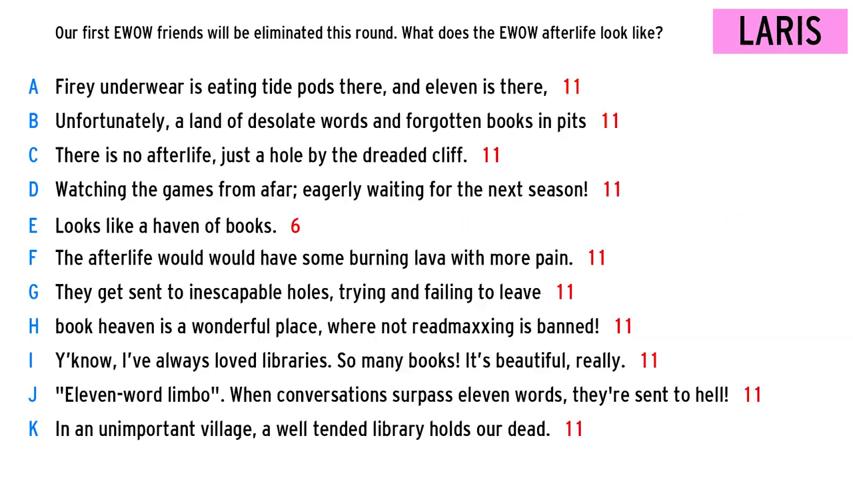 Our first EWOW friends will be eliminated this round. What does the EWOW afterlife look like?
LARIS
A Firey underwear is eating tide pods there, and eleven is there, 11
B Unfortunately, a land of desolate words and forgotten books in pits 11
C There is no afterlife, just a hole by the dreaded cliff. 11
D Watching the games from afar; eagerly waiting for the next season! 11
E Looks like a haven of books. 6
F The afterlife would would have some burning lava with more pain. 11
G They get sent to inescapable holes, trying and failing to leave 11
H book heaven is a wonderful place, where not readmaxxing is banned! 11
I Y'know, I've always loved libraries. So many books! It's beautiful, really. 11
J "Eleven-word limbo". When conversations surpass eleven words, they're sent to hell! 11
K In an unimportant village, a well tended library holds our dead. 11